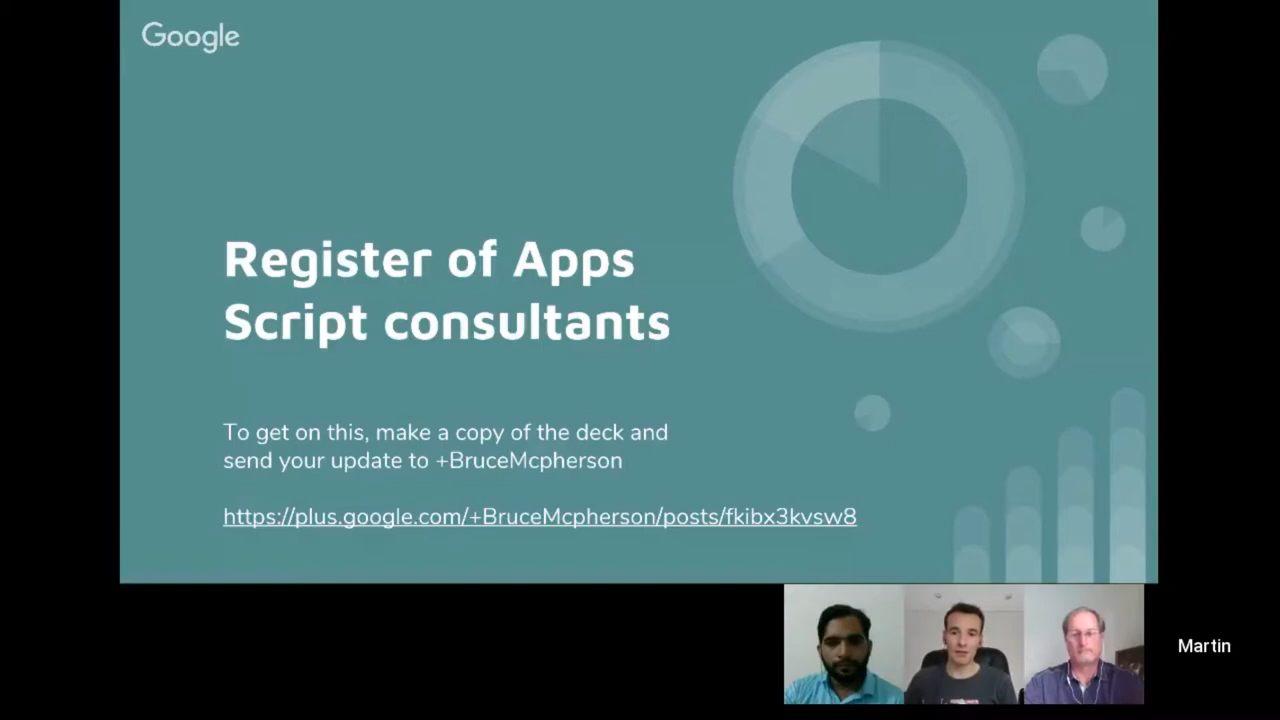 Google
Register of Apps
Script consultants
To get on this, make a copy of the deck and
send your update to +BruceMcpherson
https://plus.google.com/+BruceMcpherson/posts/fkibx3kvsw8
Martin